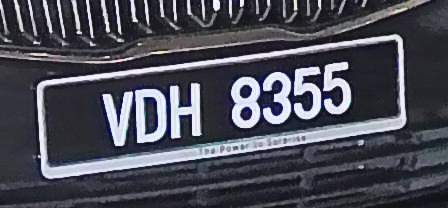 VDH 8355
The Power to Surprise